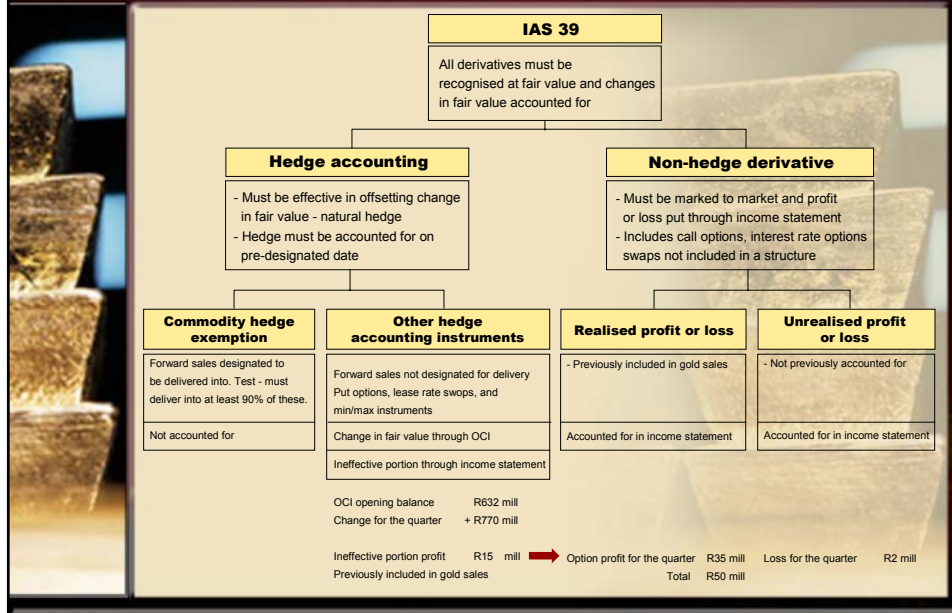 IAS 39
All derivatives must be
recognised at fair value and changes
in fair value accounted for
Hedge accounting
- Must be effective in offsetting change
in fair value - natural hedge
- Hedge must be accounted for on
pre-designated date
Non-hedge derivative
- Must be marked to market and profit
or loss put through income statement
- Includes call options, interest rate options
swaps not included in a structure
Commodity hedge
exemption
Forward sales designated to
be delivered into. Test - must
deliver into at least 90% of these.
Not accounted for
Other hedge
accounting instruments
Forward sales not designated for delivery
Put options, lease rate swops, and
min/max instruments
Change in fair value through OCI
Ineffective portion through income statement
Realised profit or loss
- Previously included in gold sales
Accounted for in income statement
Unrealised profit
or loss
- Not previously accounted for
Accounted for in income statement
OCI opening balance R632 mill
Change for the quarter + R770 mill
Ineffective portion profit R15 mill
Previously included in gold sales
Option profit for the quarter R35 mill
Total R50 mill
Loss for the quarter R2 mill